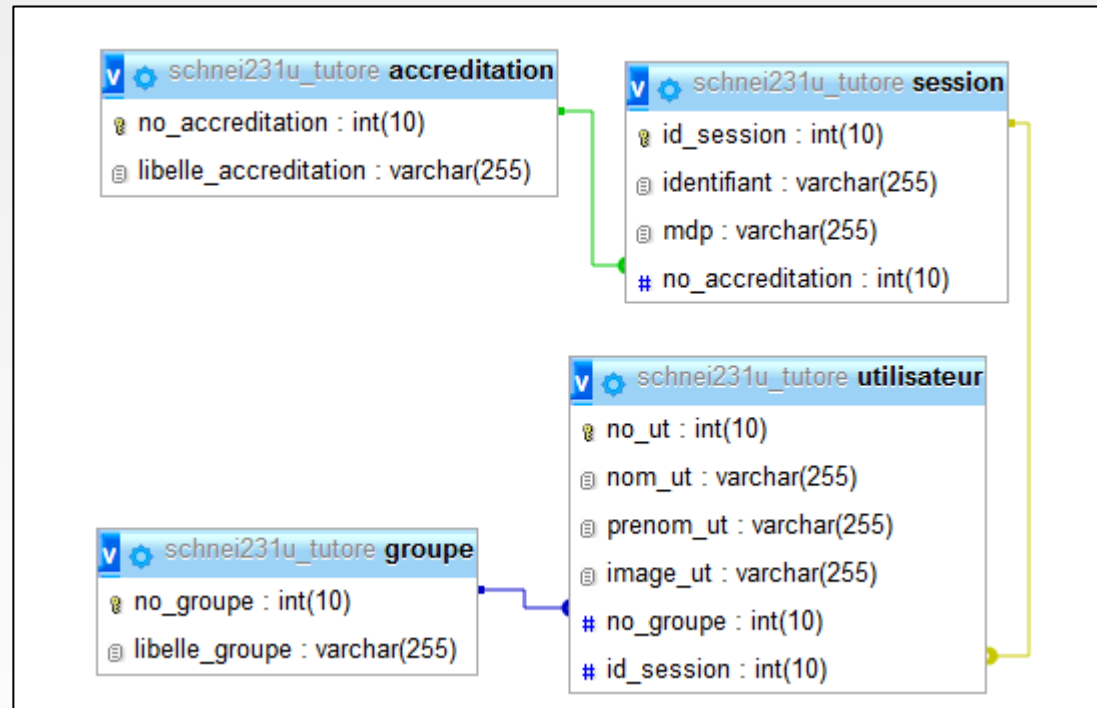 schnei231u_tutore accreditation
no_accreditation : int(10)
libelle_accreditation : varchar(255)
schnei231u_tutore session
id_session : int(10)
identifiant : varchar(255)
mdp : varchar(255)
# no_accreditation : int(10)
schnei231u_tutore utilisateur
no_ut : int(10)
nom_ut : varchar(255)
prenom_ut : varchar(255)
image_ut : varchar(255)
# no_groupe : int(10)
# id_session : int(10)
schnei231u_tutore groupe
no_groupe : int(10)
libelle_groupe : varchar(255)